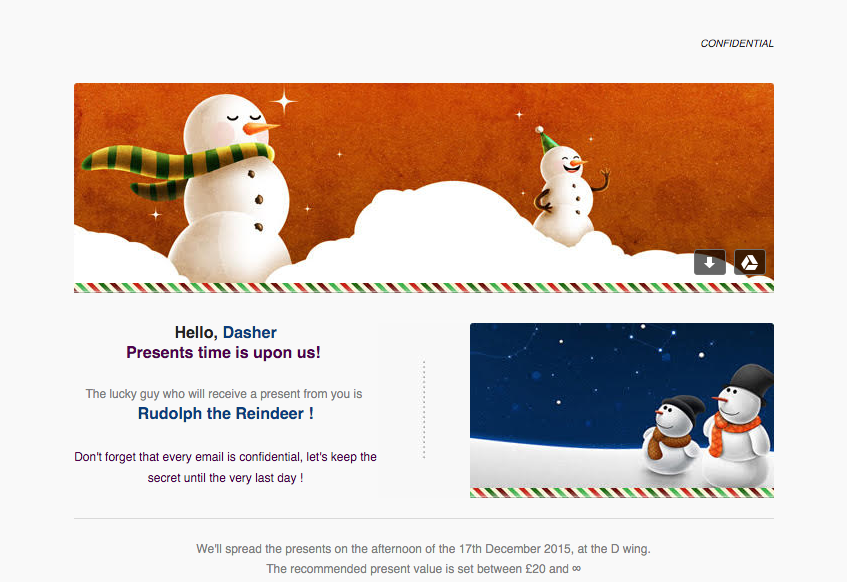 CONFIDENTIAL
Hello, Dasher
Presents time is upon us!
The lucky guy who will receive a present from you is
Rudolph the Reindeer !
Don't forget that every email is confidential, let's keep the
secret until the very last day !
We'll spread the presents on the afternoon of the 17th December 2015, at the D wing.
The recommended present value is set between £20 and ∞